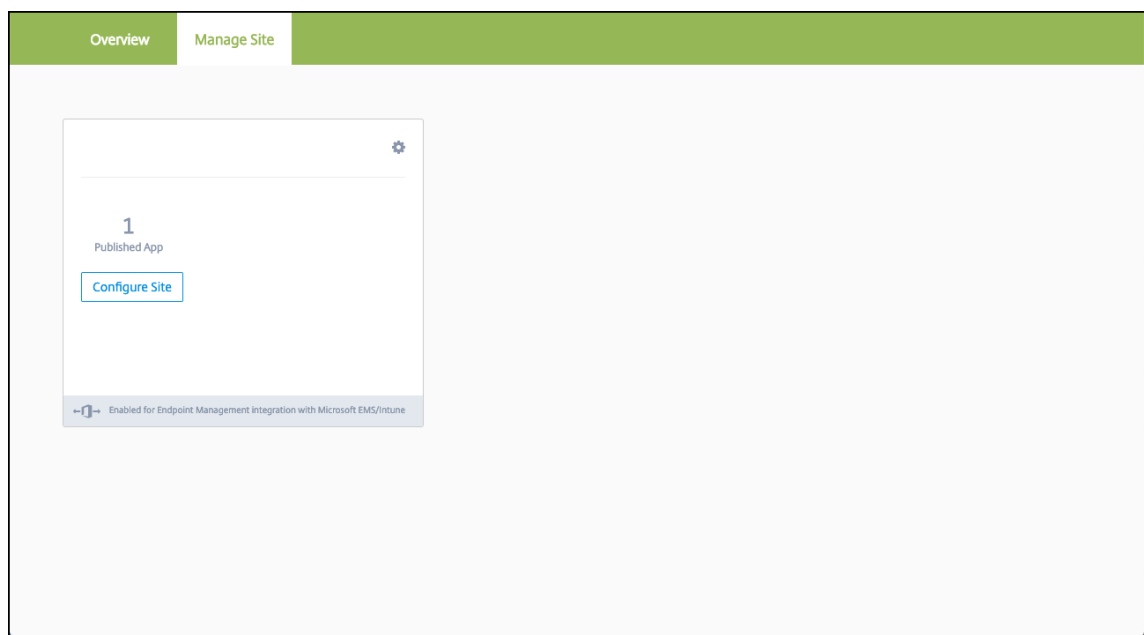 Overview
Manage Site
1
Published App
Configure Site
Enabled for Endpoint Management integration with Microsoft EMS/Intune